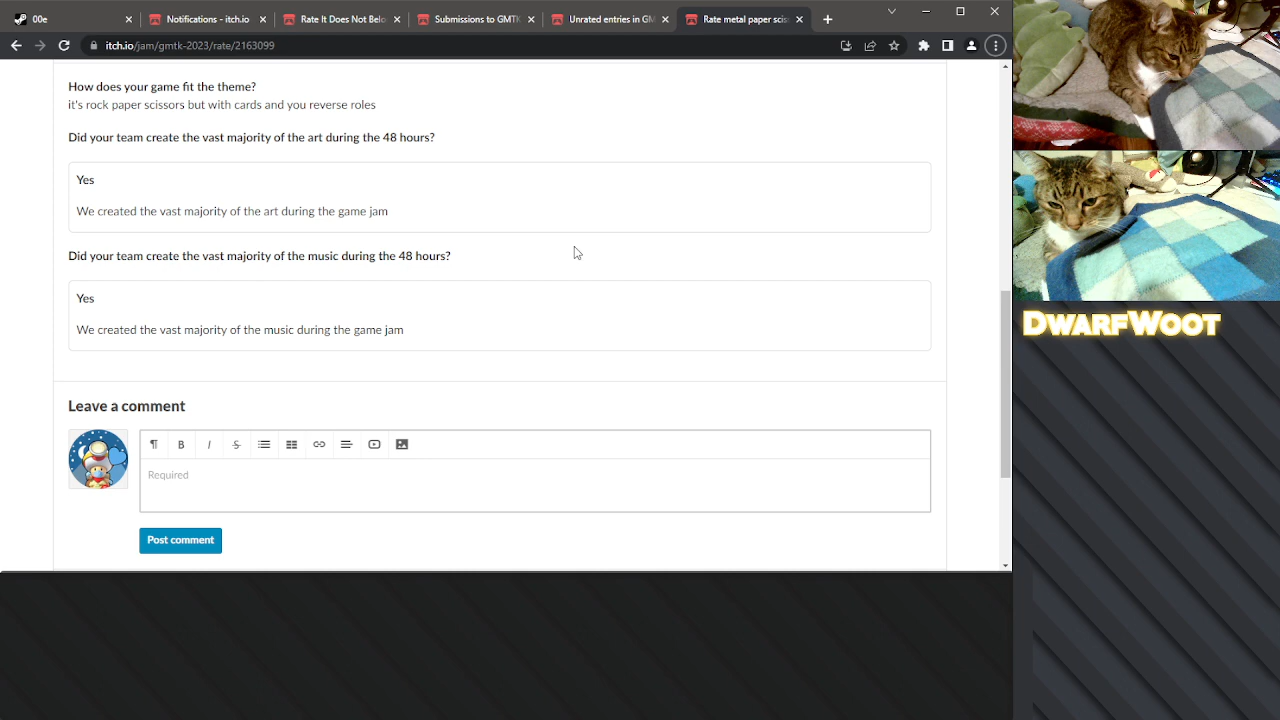 00e
Notifications - itch.io
Rate It Does Not Belo
Submissions to GMTK
Unrated entries in GM
Rate metal paper scis
itch.io/jam/gmtk-2023/rate/2163099
How does your game fit the theme?
it's rock paper scissors but with cards and you reverse roles
Did your team create the vast majority of the art during the 48 hours?
Yes
We created the vast majority of the art during the game jam
Did your team create the vast majority of the music during the 48 hours?
Yes
We created the vast majority of the music during the game jam
Leave a comment
¶ B I S
Required
Post comment
DWARFWOOT